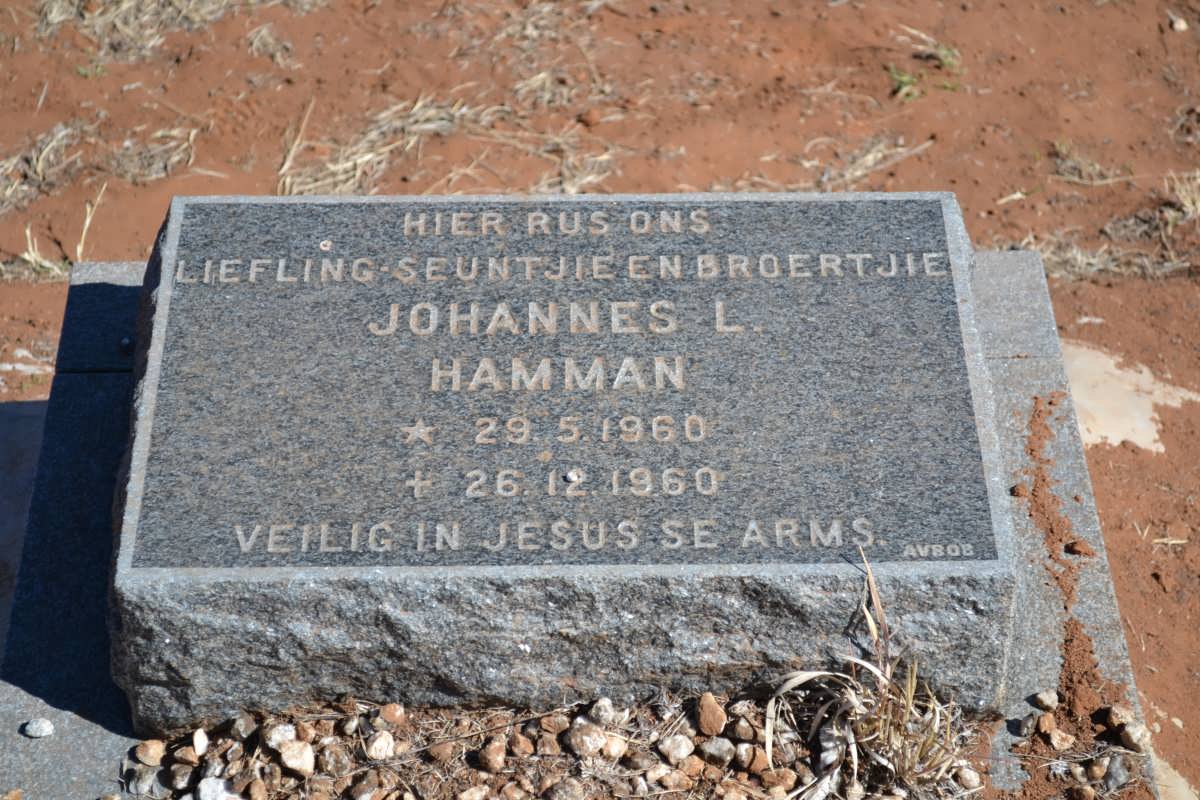 HIER RUS ONS
LIEFLING-SEUNTJIE EN BROERTJIE
JOHANNES L.
HAMMAN
★ 29.5.1960
+ 26.12.1960
VEILIG IN JESUS SE ARMS.
AVBOB